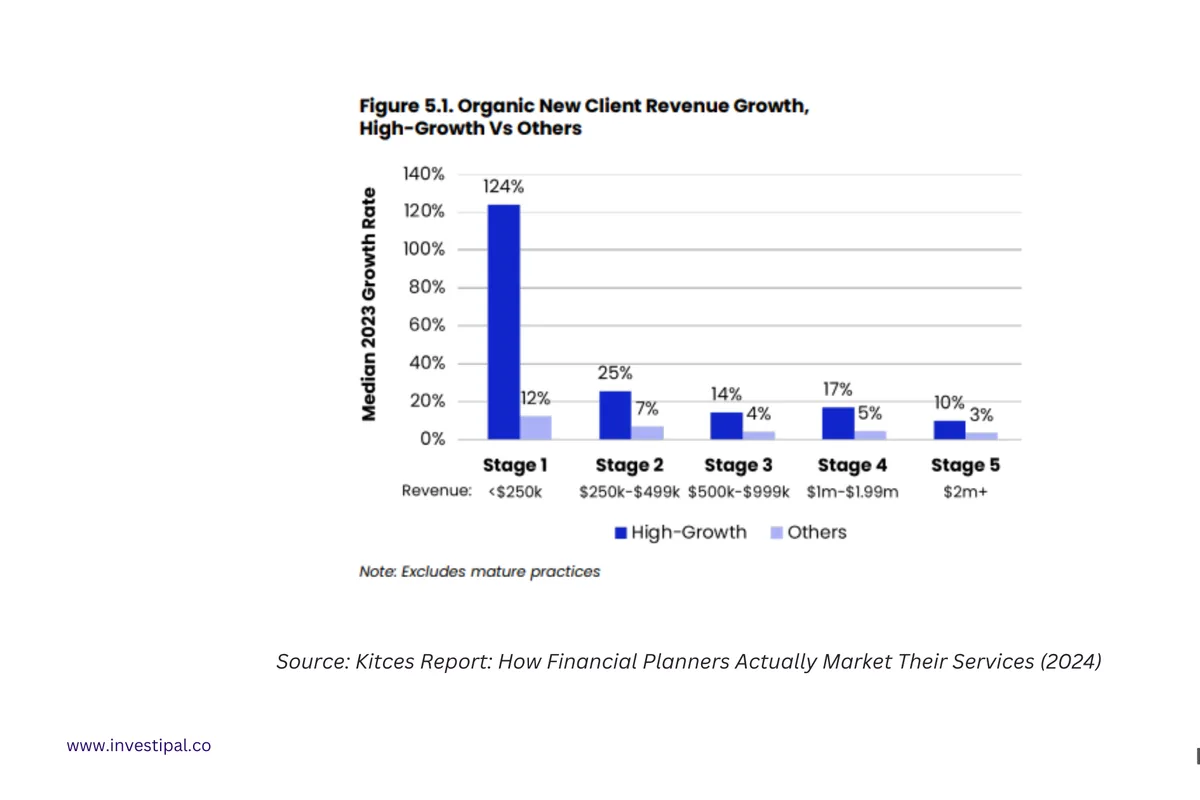 Figure 5.1. Organic New Client Revenue Growth,
High-Growth Vs Others
Median 2023 Growth Rate
140%
120%
100%
80%
60%
40%
20%
0%
124%
12%
25%
7%
14%
4%
17%
5%
10%
3%
Stage 1 Stage 2 Stage 3 Stage 4 Stage 5
Revenue: <$250k $250k-$499k $500k-$999k $1m-$1.99m $2m+
High-Growth Others
Note: Excludes mature practices
Source: Kitces Report: How Financial Planners Actually Market Their Services (2024)
www.investipal.co